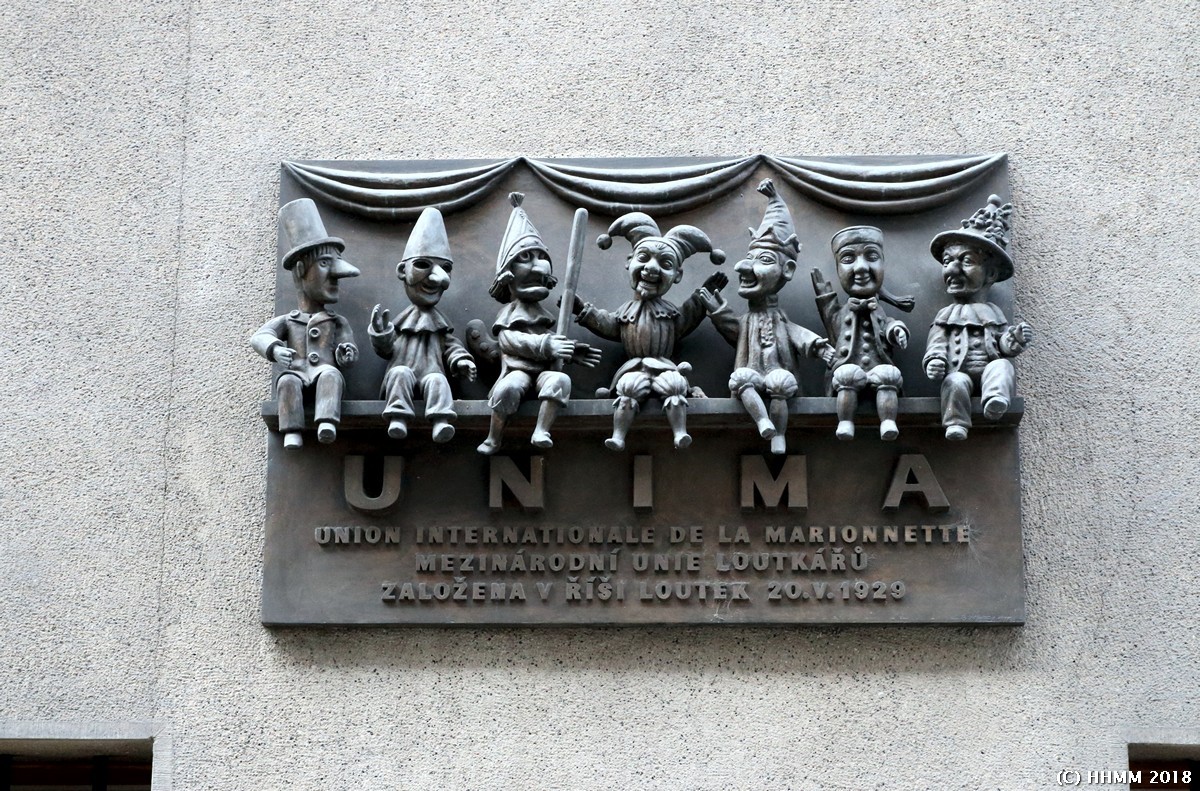 UNIMA
UNION INTERNATIONALE DE LA MARIONNETTE
MEZINÁRODNÍ UNIE LOUTKÁŘŮ
ZALOŽENA V ŘÍŠI LOUTEK 20.V.1929
(C) HHMM 2018